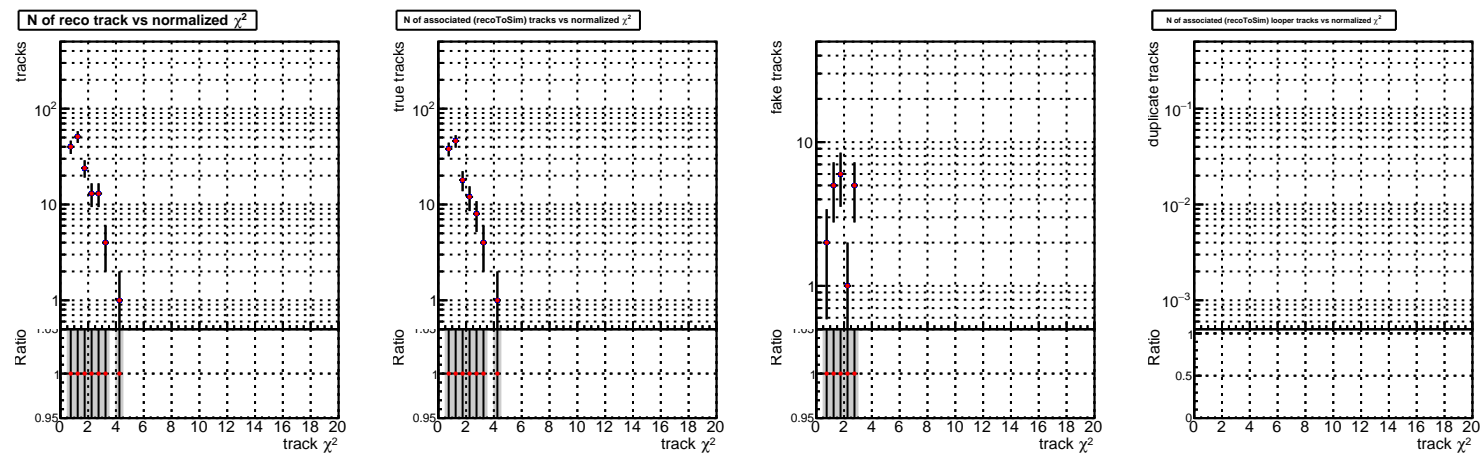 N of reco track vs normalized χ²
tracks
10²
10
1
Ratio
1.05
1
0.95
0 2 4 6 8 10 12 14 16 18 20
track χ²
N of associated (recoToSim) tracks vs normalized χ²
true tracks
10²
10
1
Ratio
1.05
1
0.95
0 2 4 6 8 10 12 14 16 18 20
track χ²
fake tracks
10
1
Ratio
1.05
1
0.95
0 2 4 6 8 10 12 14 16 18 20
track χ²
N of associated (recoToSim) looper tracks vs normalized χ²
duplicate tracks
10⁻¹
10⁻²
10⁻³
Ratio
1
0.5
0
0 2 4 6 8 10 12 14 16 18 20
track χ²